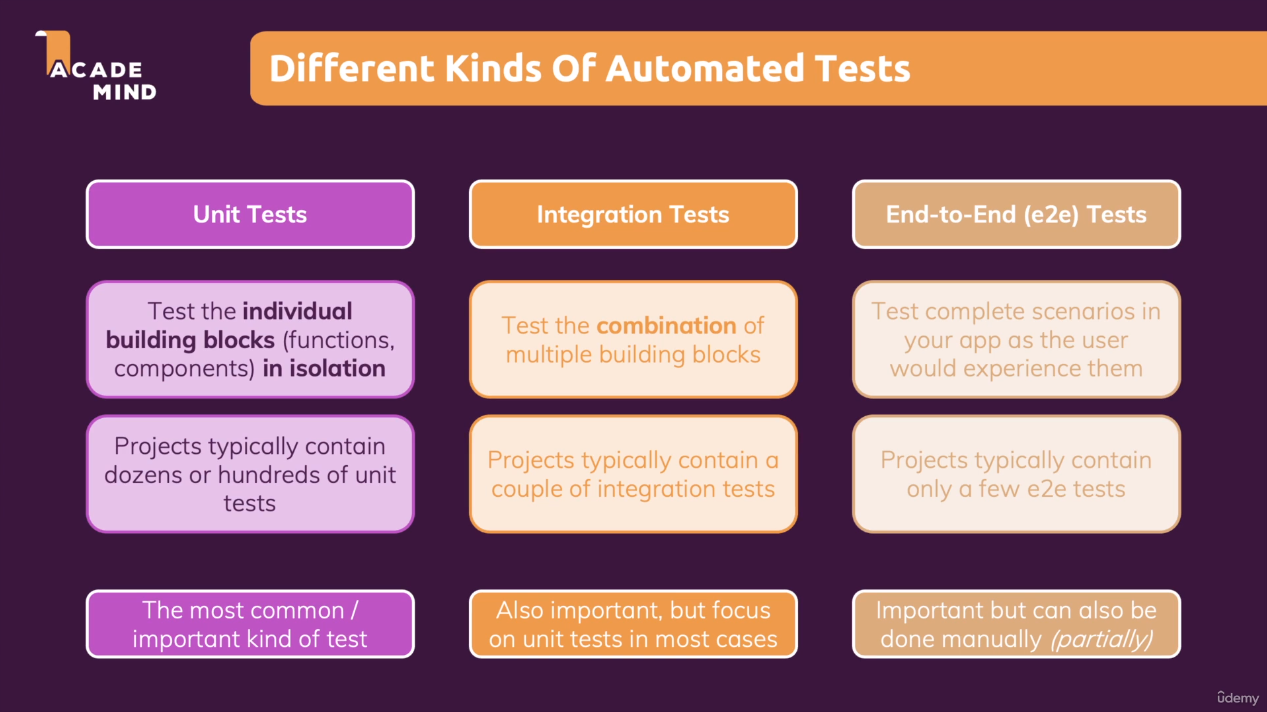 ACADE
MIND
Different Kinds Of Automated Tests
Unit Tests
Test the individual
building blocks (functions,
components) in isolation
Projects typically contain
dozens or hundreds of unit
tests
The most common /
important kind of test
Integration Tests
Test the combination of
multiple building blocks
Projects typically contain a
couple of integration tests
Also important, but focus
on unit tests in most cases
End-to-End (e2e) Tests
Test complete scenarios in
your app as the user
would experience them
Projects typically contain
only a few e2e tests
Important but can also be
done manually (partially)
ûdemy